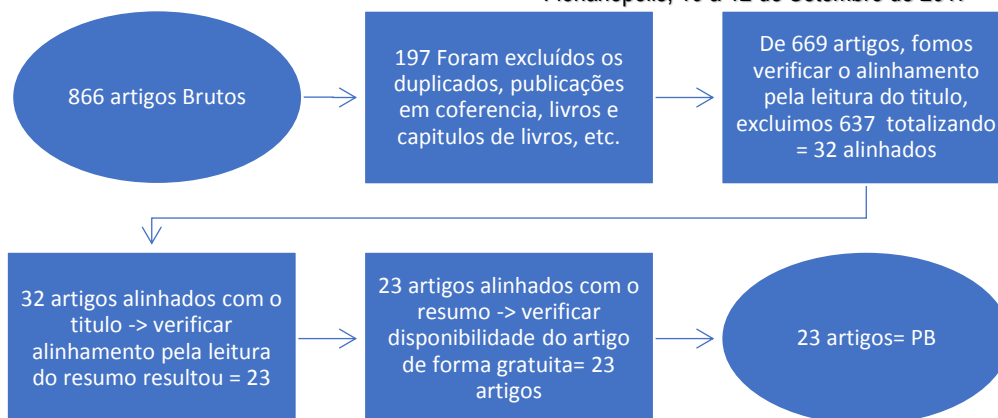 866 artigos Brutos
197 Foram excluídos os
duplicados, publicações
em coferencia, livros e
capitulos de livros, etc.
De 669 artigos, fomos
verificar o alinhamento
pela leitura do titulo,
excluimos 637 totalizando
= 32 alinhados
32 artigos alinhados com o
titulo -> verificar
alinhamento pela leitura
do resumo resultou = 23
23 artigos alinhados com o
resumo -> verificar
disponibilidade do artigo
de forma gratuita= 23
artigos
23 artigos= PB